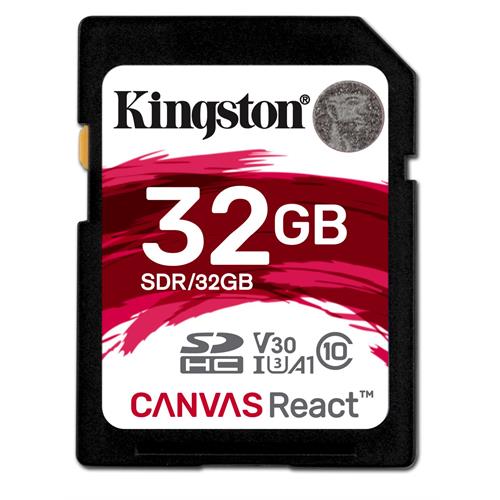 Kingston®
32GB
SDR/32GB
SD HC V30 I U3 A1 10
CANVAS React™